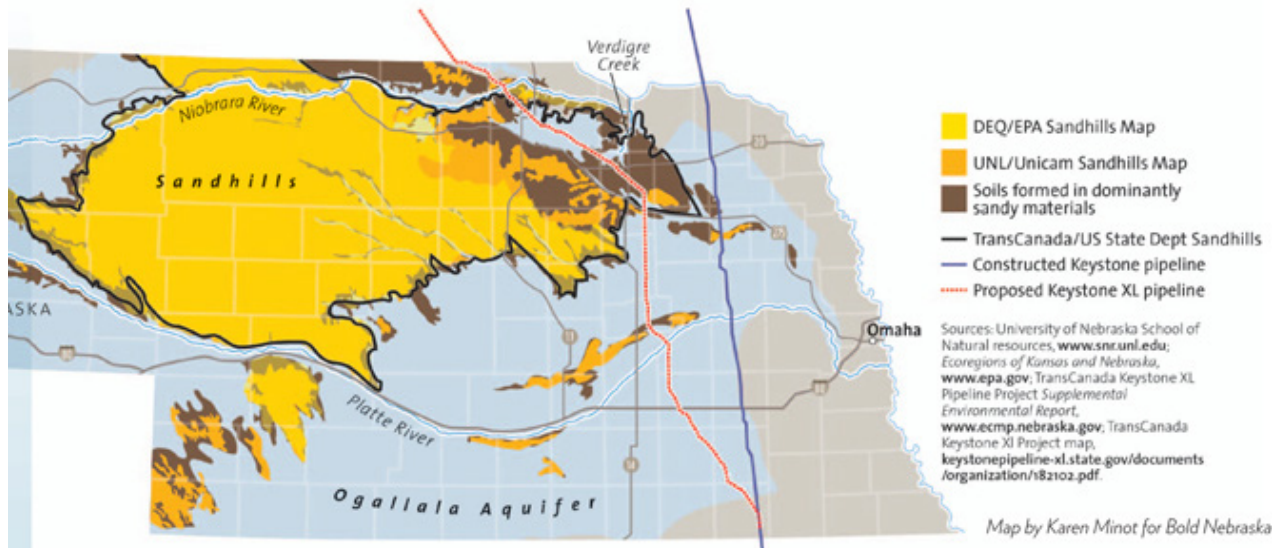 Verdigre
Creek
Niobrara River
Sandhills
ASKA
Platte River
Ogallala Aquifer
Omaha
DEQ/EPA Sandhills Map
UNL/Unicam Sandhills Map
Soils formed in dominantly
sandy materials
TransCanada/US State Dept Sandhills
Constructed Keystone pipeline
Proposed Keystone XL pipeline
Sources: University of Nebraska School of
Natural resources, www.snr.unl.edu;
Ecoregions of Kansas and Nebraska,
www.epa.gov; TransCanada Keystone XL
Pipeline Project Supplemental
Environmental Report,
www.ecmp.nebraska.gov; TransCanada
Keystone Xl Project map,
keystonepipeline-xl.state.gov/documents
/organization/182102.pdf.
Map by Karen Minot for Bold Nebraska